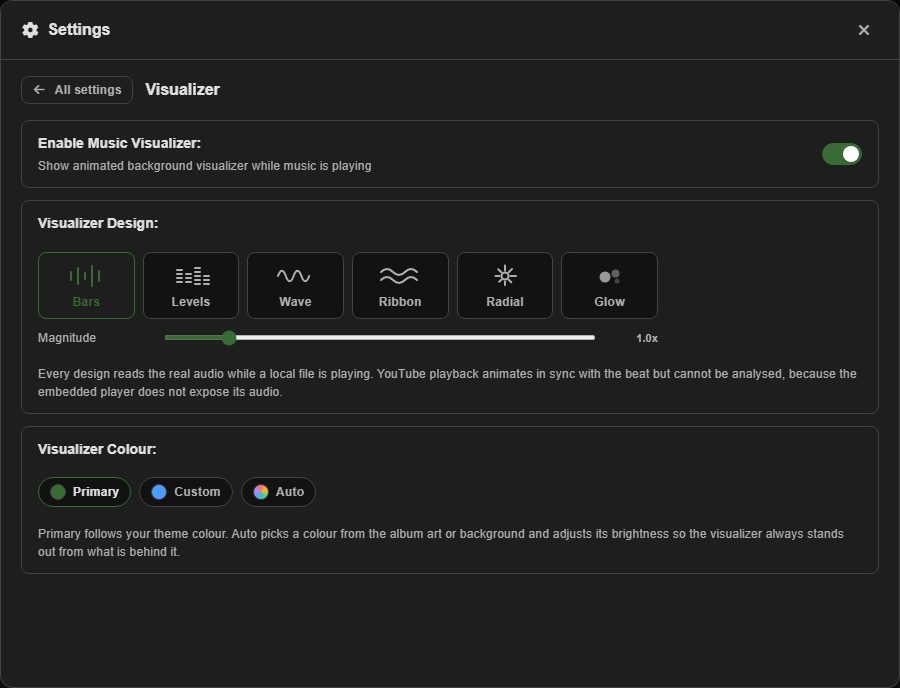 Settings
All settings
Visualizer
Enable Music Visualizer:
Show animated background visualizer while music is playing
Visualizer Design:
Bars
Levels
Wave
Ribbon
Radial
Glow
Magnitude
1.0x
Every design reads the real audio while a local file is playing. YouTube playback animates in sync with the beat but cannot be analysed, because the
embedded player does not expose its audio.
Visualizer Colour:
Primary
Custom
Auto
Primary follows your theme colour. Auto picks a colour from the album art or background and adjusts its brightness so the visualizer always stands
out from what is behind it.